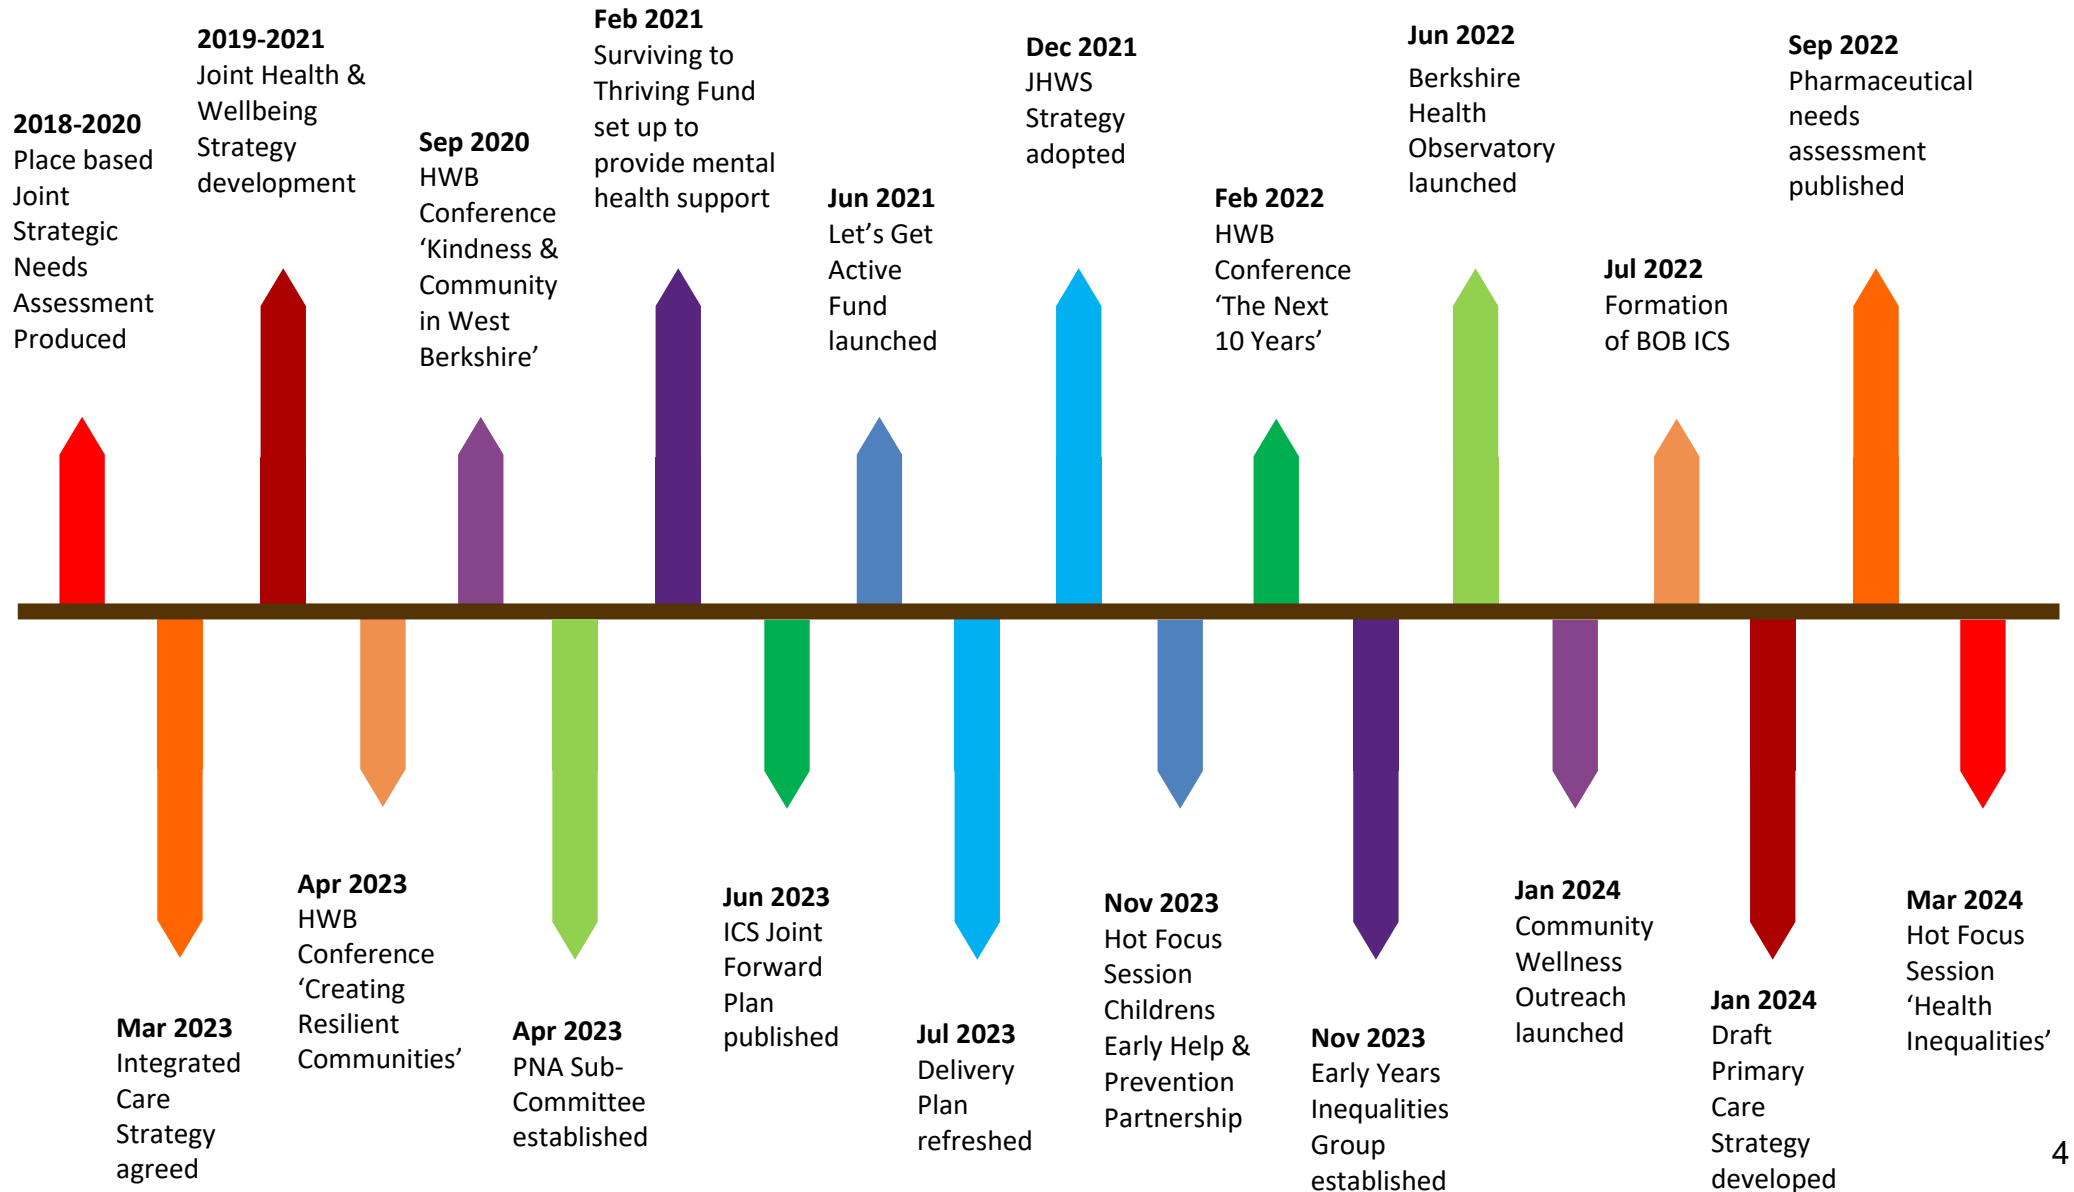 2018-2020
Place based
Joint
Strategic
Needs
Assessment
Produced
2019-2021
Joint Health &
Wellbeing
Strategy
development
Sep 2020
HWB
Conference
‘Kindness &
Community
in West
Berkshire’
Feb 2021
Surviving to
Thriving Fund
set up to
provide mental
health support
Jun 2021
Let’s Get
Active
Fund
launched
Dec 2021
JHWS
Strategy
adopted
Feb 2022
HWB
Conference
‘The Next
10 Years’
Jun 2022
Berkshire
Health
Observatory
launched
Jul 2022
Formation
of BOB ICS
Sep 2022
Pharmaceutical
needs
assessment
published
Mar 2023
Integrated
Care
Strategy
agreed
Apr 2023
HWB
Conference
‘Creating
Resilient
Communities’
Apr 2023
PNA Sub-
Committee
established
Jun 2023
ICS Joint
Forward
Plan
published
Jul 2023
Delivery
Plan
refreshed
Nov 2023
Hot Focus
Session
Childrens
Early Help &
Prevention
Partnership
Nov 2023
Early Years
Inequalities
Group
established
Jan 2024
Community
Wellness
Outreach
launched
Jan 2024
Draft
Primary
Care
Strategy
developed
Mar 2024
Hot Focus
Session
‘Health
Inequalities’
4